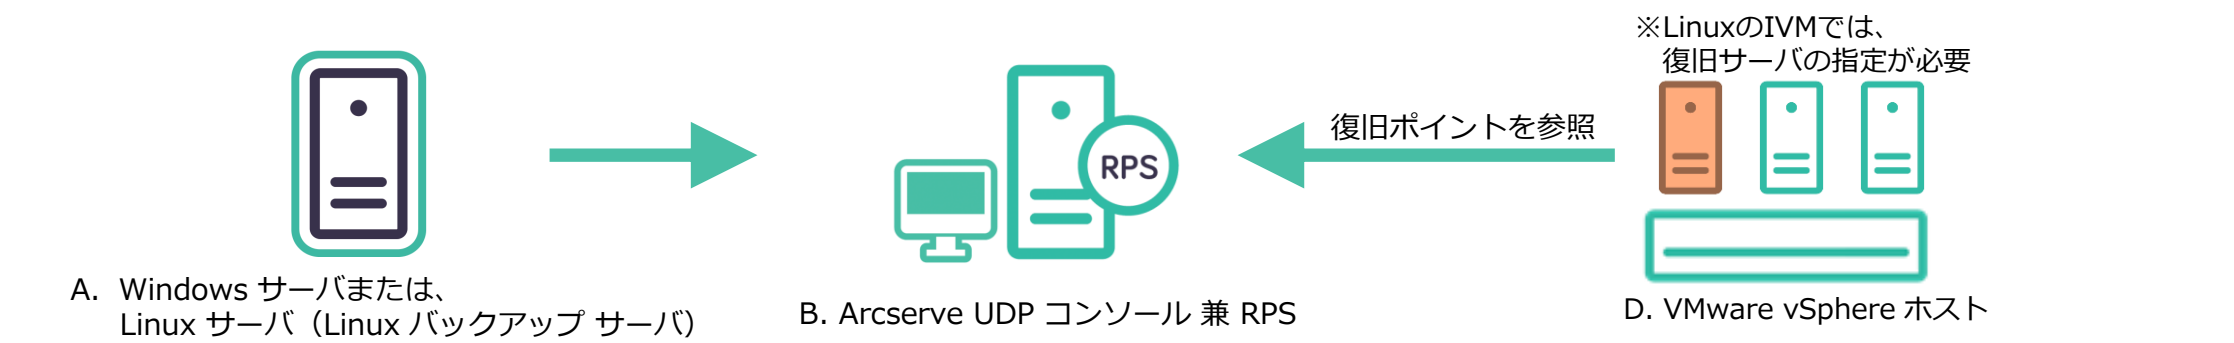 ※LinuxのIVMでは、
復旧サーバの指定が必要
復旧ポイントを参照
RPS
A. Windows サーバまたは、
Linux サーバ（Linux バックアップ サーバ）
B. Arcserve UDP コンソール 兼 RPS
D. VMware vSphere ホスト